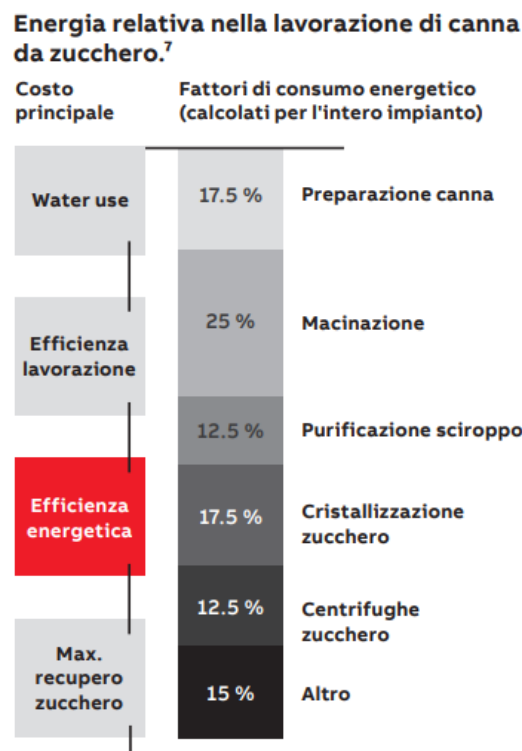 Energia relativa nella lavorazione di canna
da zucchero.⁷
Costo
principale
Fattori di consumo energetico
(calcolati per l'intero impianto)
Water use
17.5 %
Preparazione canna
25 %
Macinazione
Efficienza
lavorazione
12.5 %
Purificazione sciroppo
Efficienza
energetica
17.5 %
Cristallizzazione
zucchero
12.5 %
Centrifughe
zucchero
Max.
recupero
zucchero
15 %
Altro